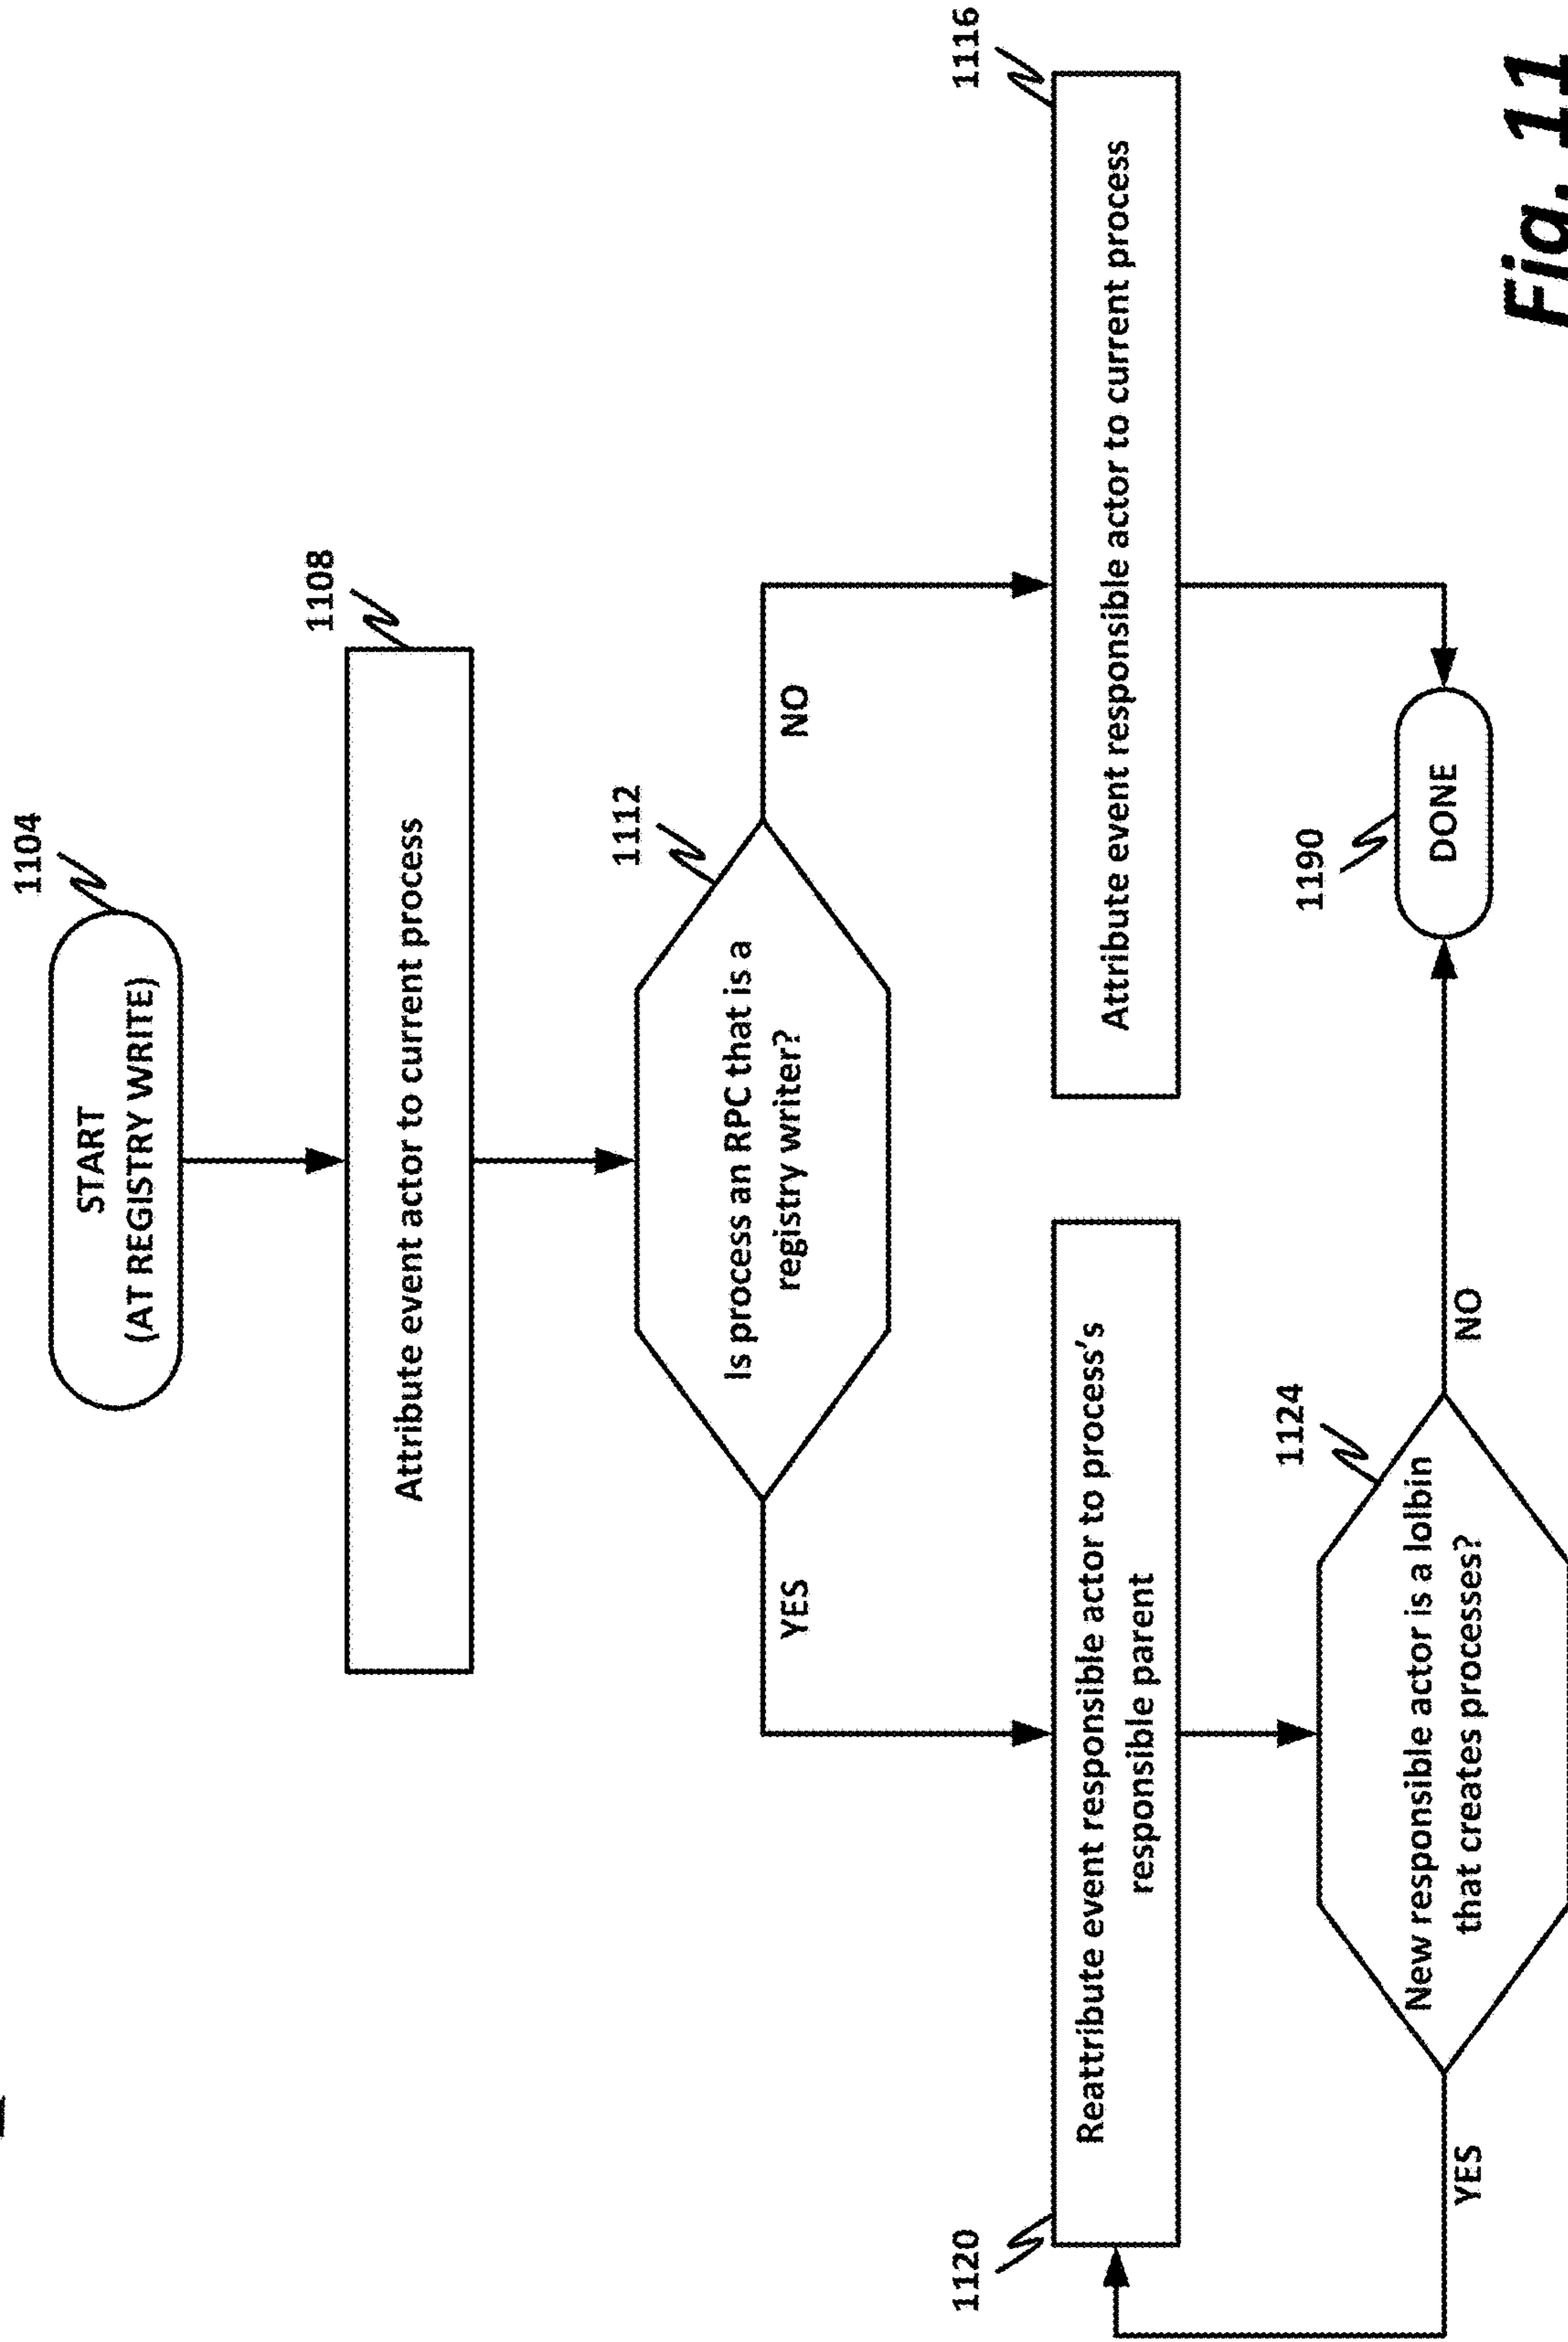 1104
START
(AT REGISTRY WRITE)
1108
Attribute event actor to current process
1112
Is process an RPC that is a
registry writer?
YES
NO
1120
Reattribute event responsible actor to process's
responsible parent
1116
Attribute event responsible actor to current process
1124
New responsible actor is a lolbin
that creates processes?
YES
NO
1190
DONE
Fig. 11